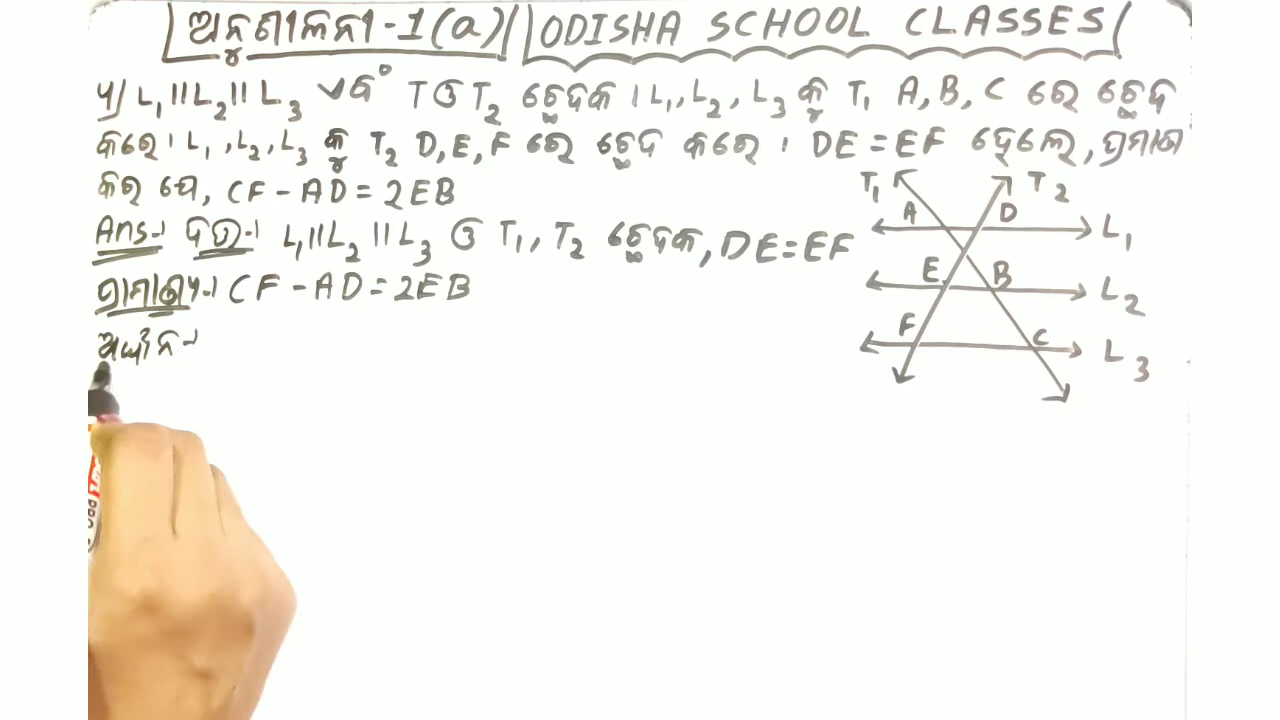 ଅନୁଶୀଳନୀ-1(a)
ODISHA SCHOOL CLASSES
୪) L₁||L₂||L₃ ଏବଂ T ଓ T₂ ଛେଦକ । L₁, L₂, L₃ କୁ T₁ A, B, C ରେ ଛେଦ
କରେ। L₁, L₂, L₃ କୁ T₂ D, E, F ରେ ଛେଦ କରେ । DE = EF ହେଲେ, ପ୍ରମାଣ
କର ଯେ, CF - AD = 2EB
Ans:- ଦତ୍ତ:- L₁||L₂||L₃ ଓ T₁, T₂ ଛେଦକ, DE = EF
ପ୍ରାମାଣ୍ୟ:- CF - AD = 2EB
ଅଙ୍କନ:-
T₁
T₂
A
D
L₁
E
B
L₂
F
C
L₃